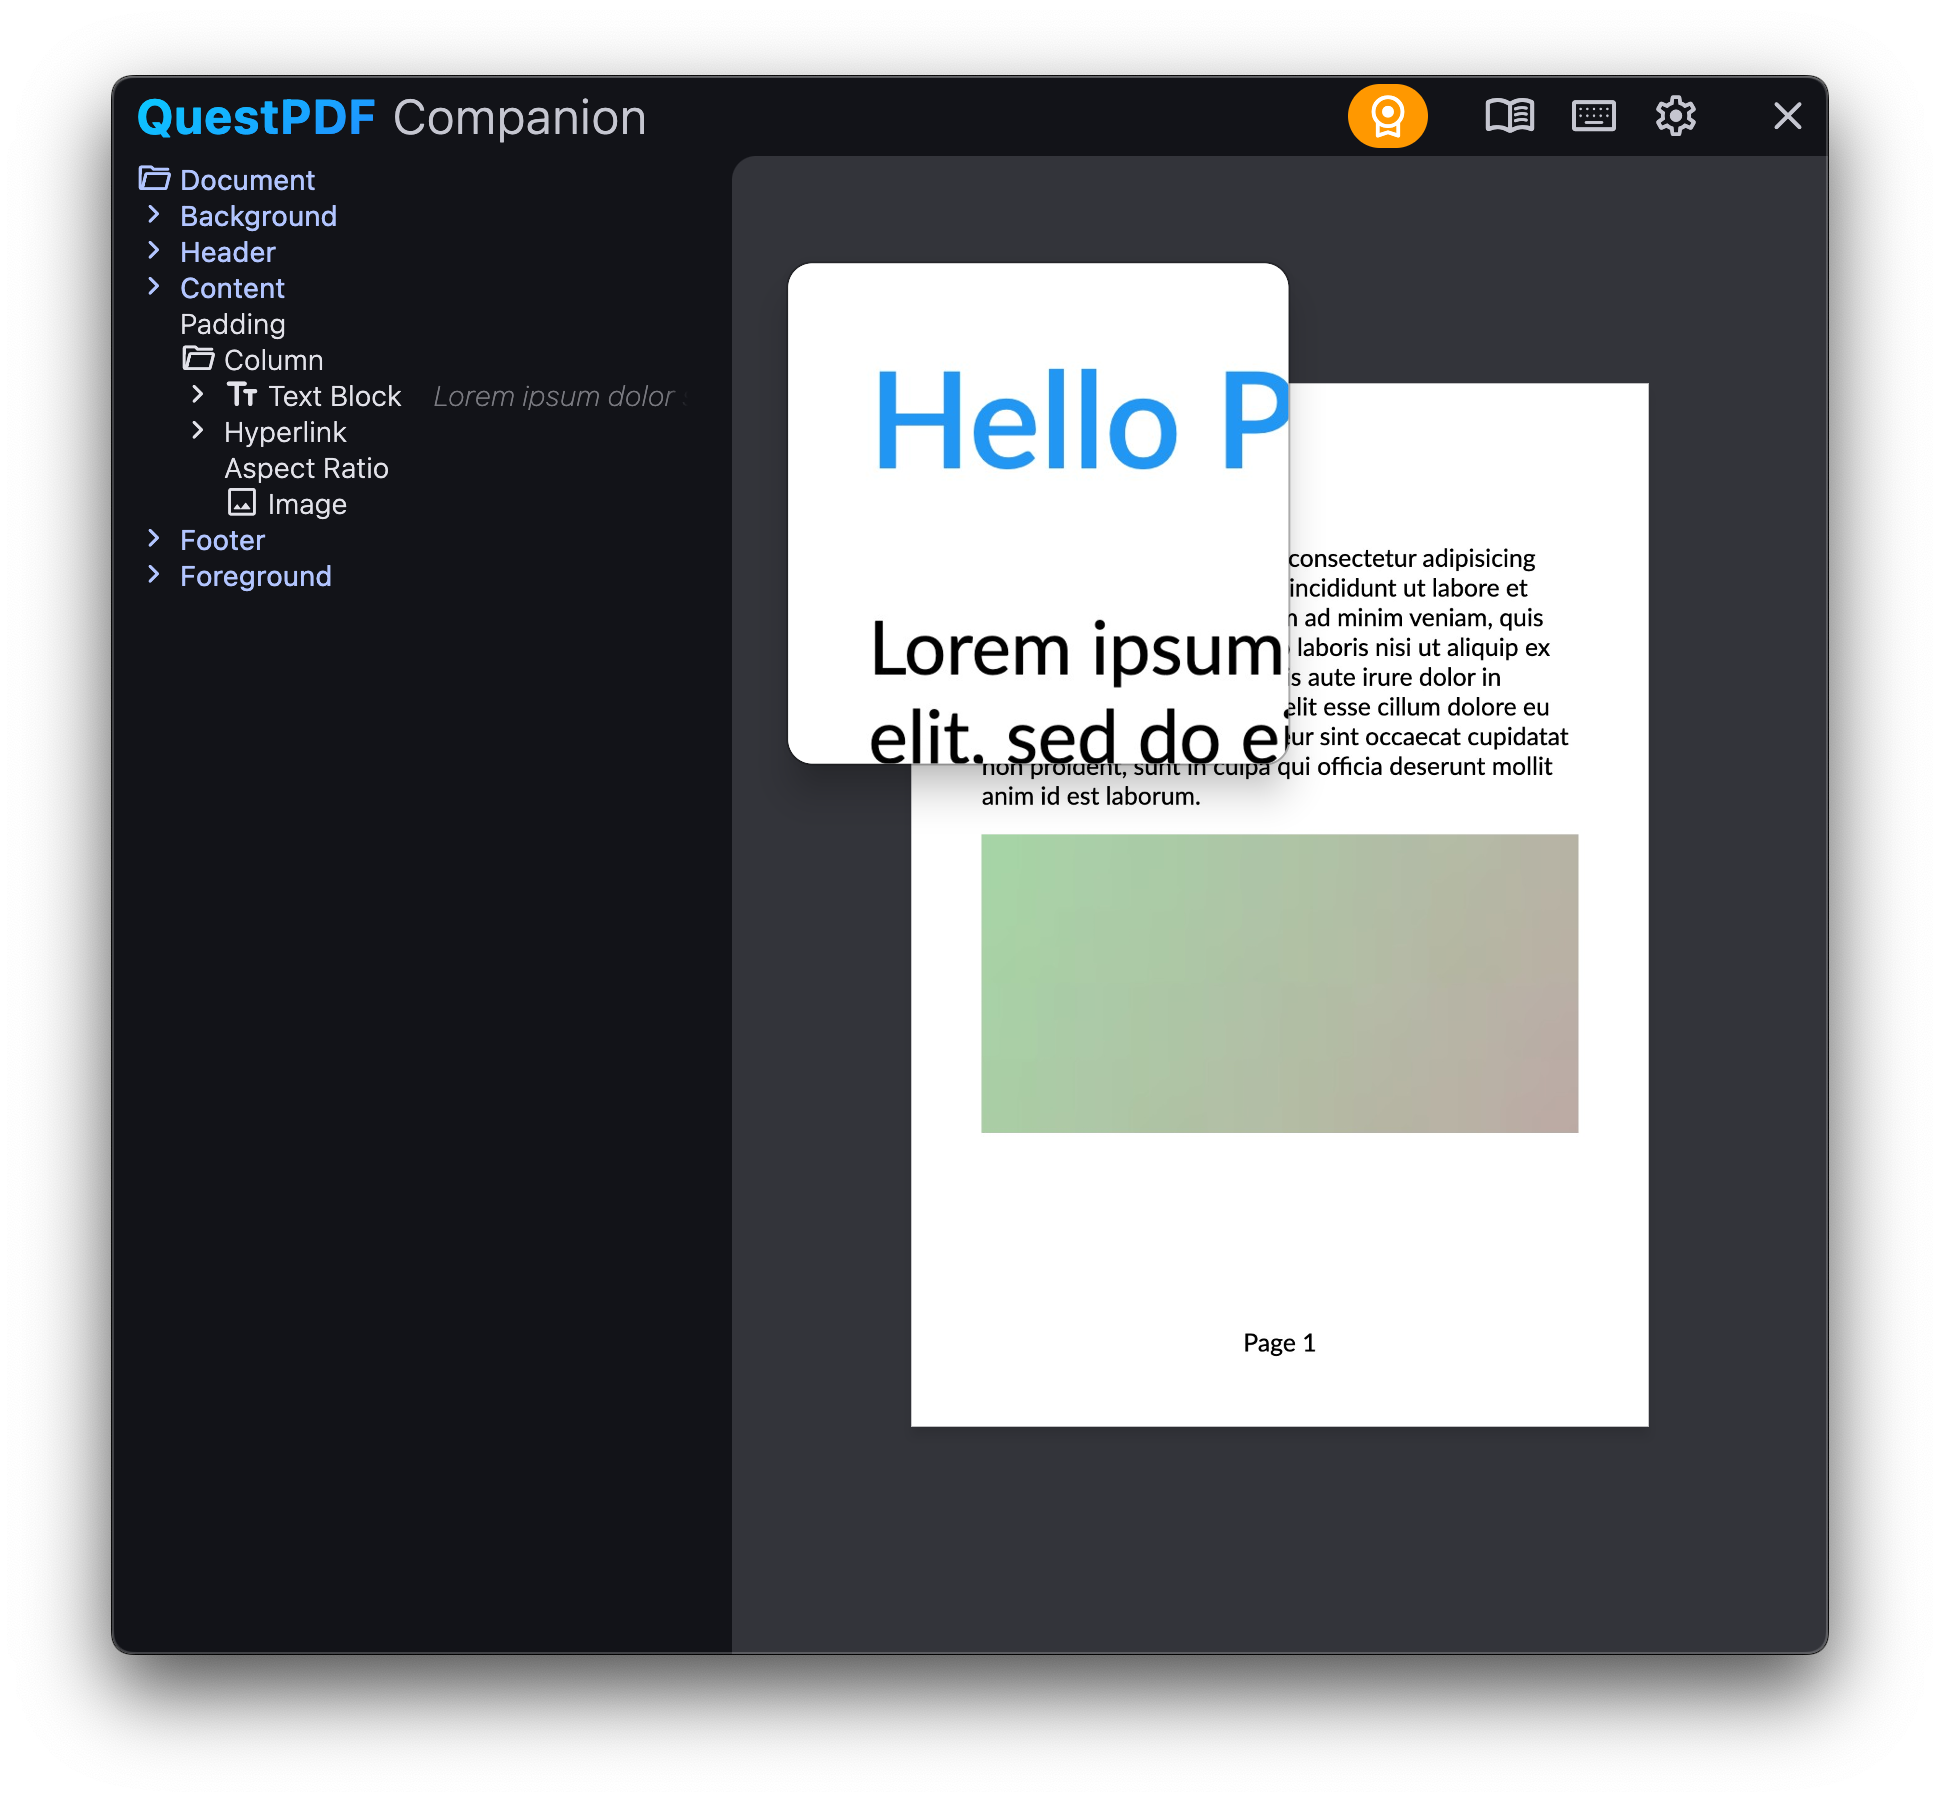 QuestPDF Companion
Document
Background
Header
Content
Padding
Column
Text Block Lorem ipsum dolor
Hyperlink
Aspect Ratio
Image
Footer
Foreground
Hello P
Lorem ipsum
elit, sed do ei
consectetur adipisicing
incididunt ut labore et
ad minim veniam, quis
laboris nisi ut aliquip ex
aute irure dolor in
elit esse cillum dolore eu
sint occaecat cupidatat
non proident, sunt in culpa qui officia deserunt mollit
anim id est laborum.
Page 1